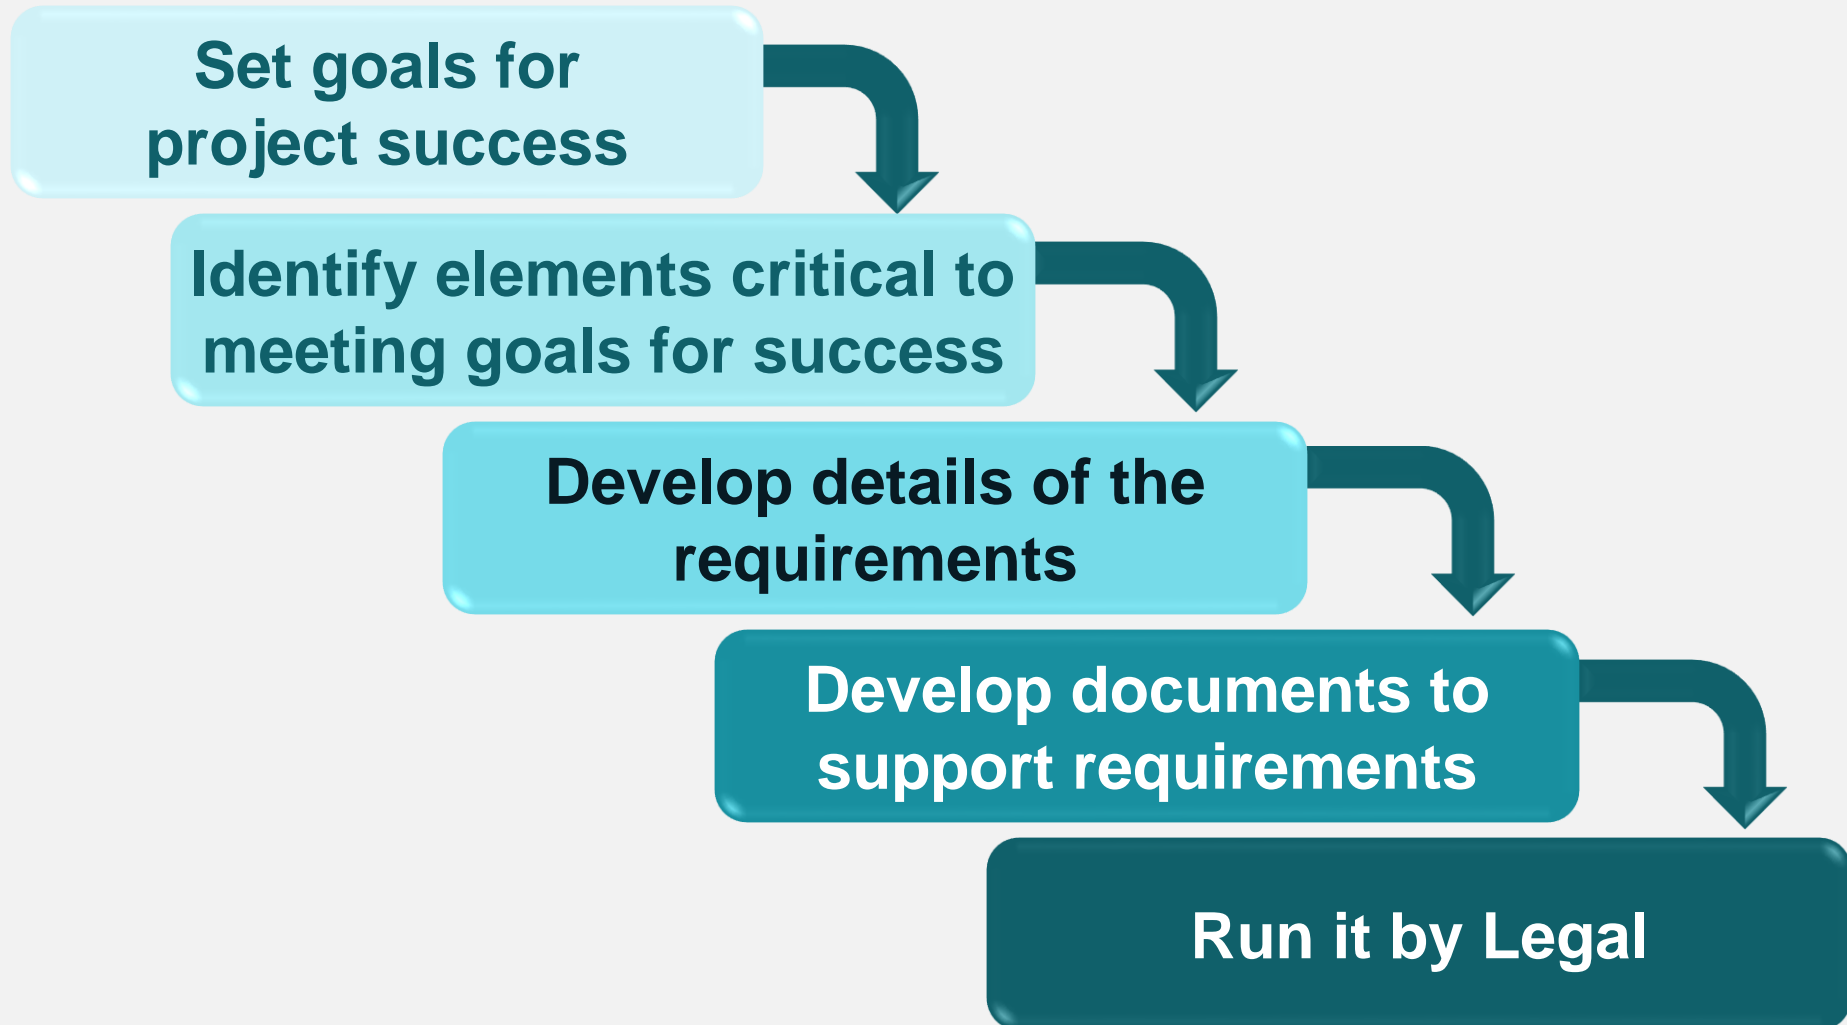 Set goals for
project success
Identify elements critical to
meeting goals for success
Develop details of the
requirements
Develop documents to
support requirements
Run it by Legal